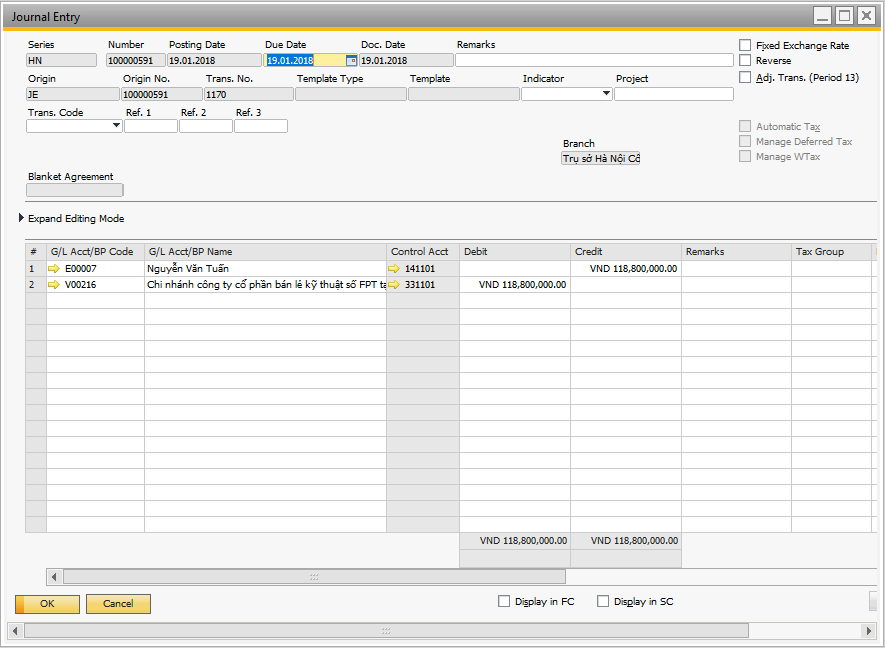 Journal Entry
Series Number Posting Date Due Date Doc. Date Remarks Fixed Exchange Rate
HN 100000591 19.01.2018 19.01.2018 19.01.2018 Reverse
Origin Origin No. Trans. No. Template Type Template Indicator Project Adj. Trans. (Period 13)
JE 100000591 1170
Trans. Code Ref. 1 Ref. 2 Ref. 3
Automatic Tax
Branch Manage Deferred Tax
Trụ sở Hà Nội Cô Manage WTax
Blanket Agreement
Expand Editing Mode
# G/L Acct/BP Code G/L Acct/BP Name Control Acct Debit Credit Remarks Tax Group
1 E00007 Nguyễn Văn Tuấn 141101 VND 118,800,000.00
2 V00216 Chi nhánh công ty cổ phần bán lẻ kỹ thuật số FPT tạ 331101 VND 118,800,000.00
VND 118,800,000.00 VND 118,800,000.00
OK Cancel Display in FC Display in SC